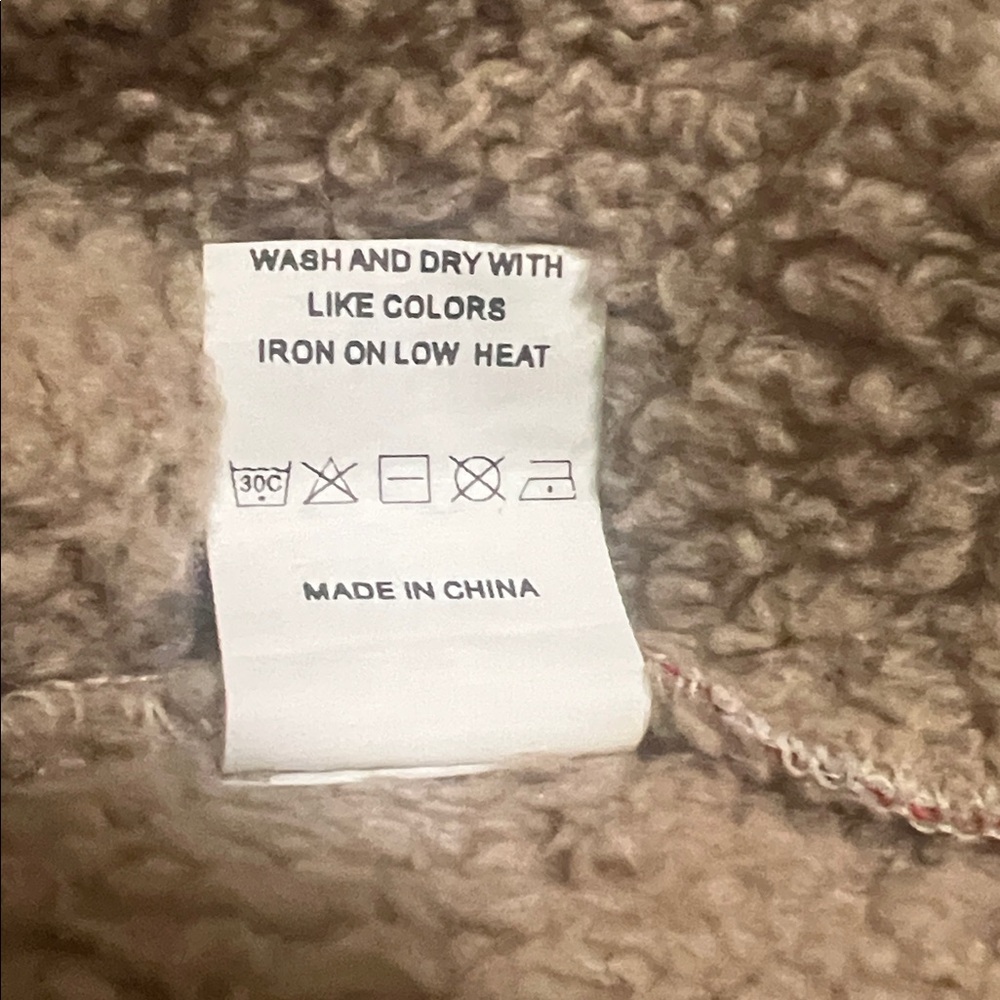 WASH AND DRY WITH
LIKE COLORS
IRON ON LOW HEAT
30C
MADE IN CHINA